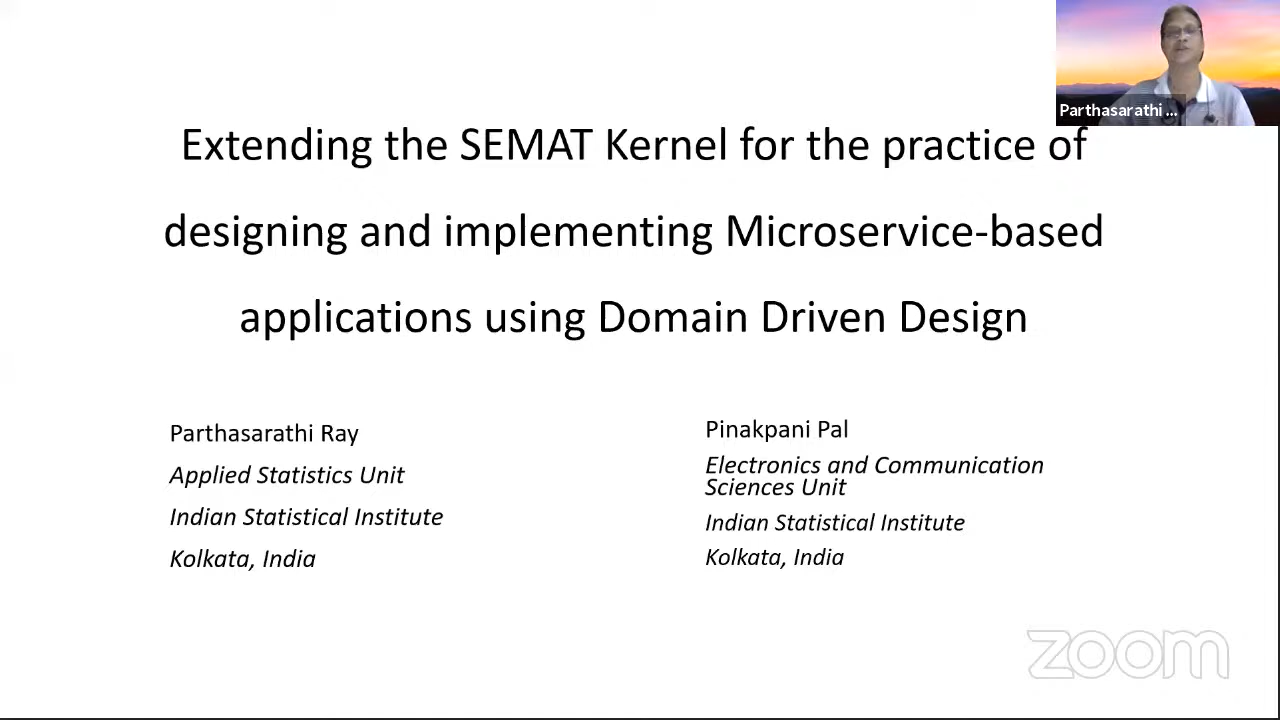 Parthasarathi ...
Extending the SEMAT Kernel for the practice of
designing and implementing Microservice-based
applications using Domain Driven Design
Parthasarathi Ray
Applied Statistics Unit
Indian Statistical Institute
Kolkata, India
Pinakpani Pal
Electronics and Communication
Sciences Unit
Indian Statistical Institute
Kolkata, India
zoom